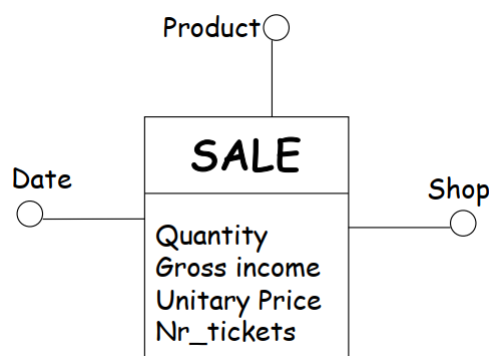 Product
SALE
Date
Shop
Quantity
Gross income
Unitary Price
Nr_tickets